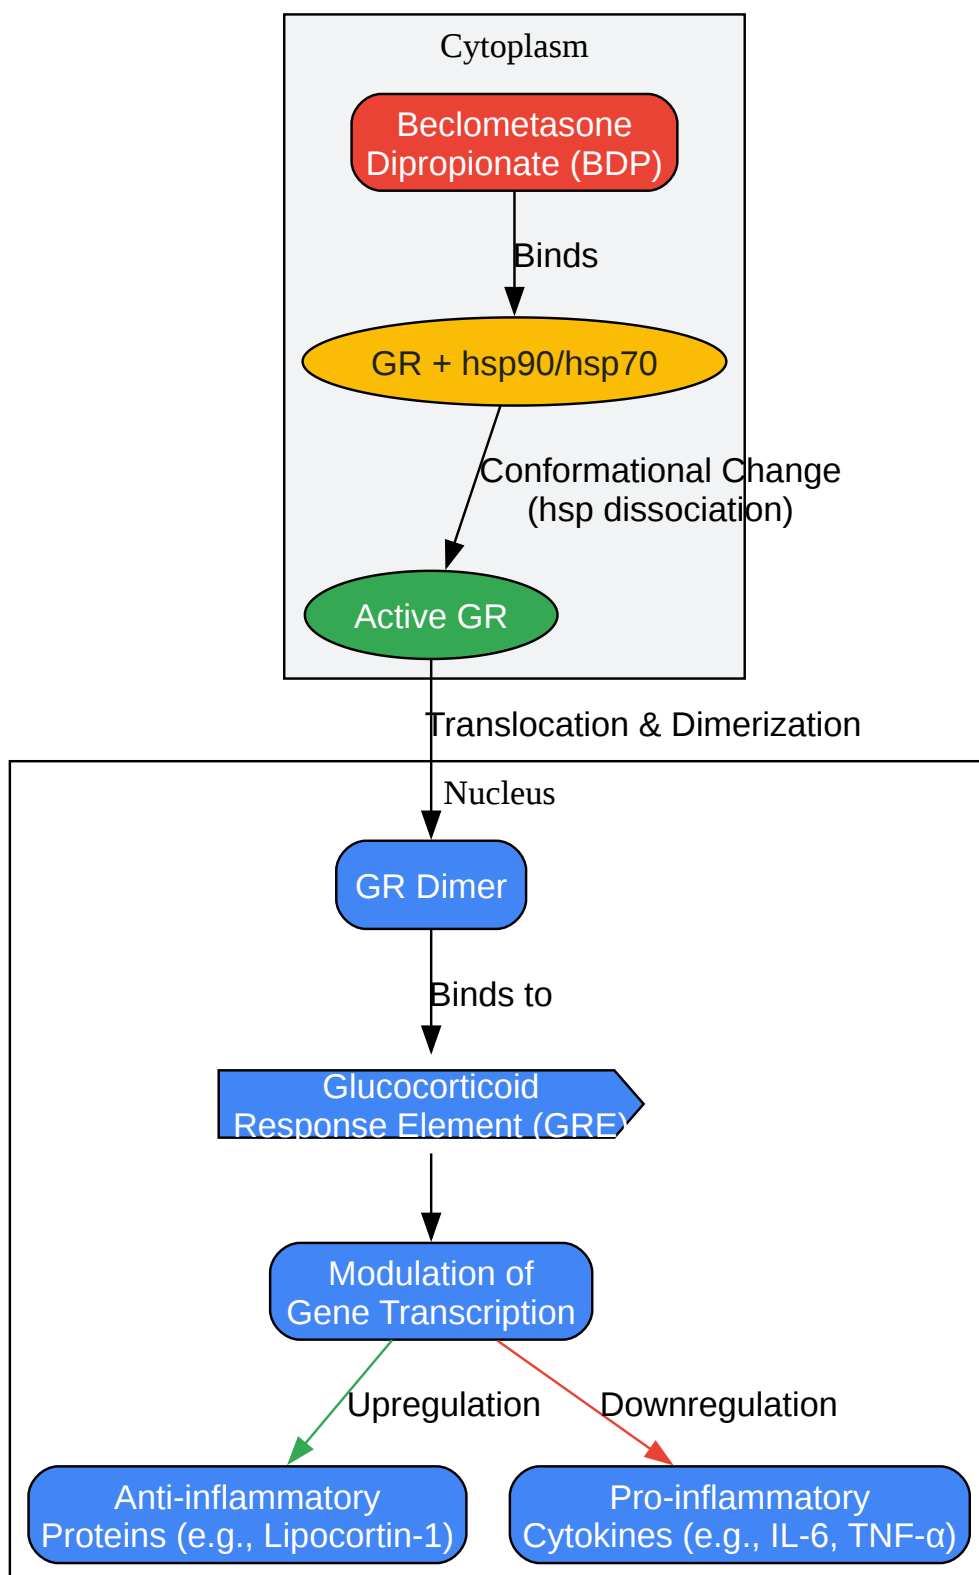 Cytoplasm
Beclometasone
Dipropionate (BDP)
Binds
GR + hsp90/hsp70
Conformational Change
(hsp dissociation)
Active GR
Translocation & Dimerization
Nucleus
GR Dimer
Binds to
Glucocorticoid
Response Element (GRE)
Modulation of
Gene Transcription
Upregulation
Downregulation
Anti-inflammatory
Proteins (e.g., Lipocortin-1)
Pro-inflammatory
Cytokines (e.g., IL-6, TNF-α)